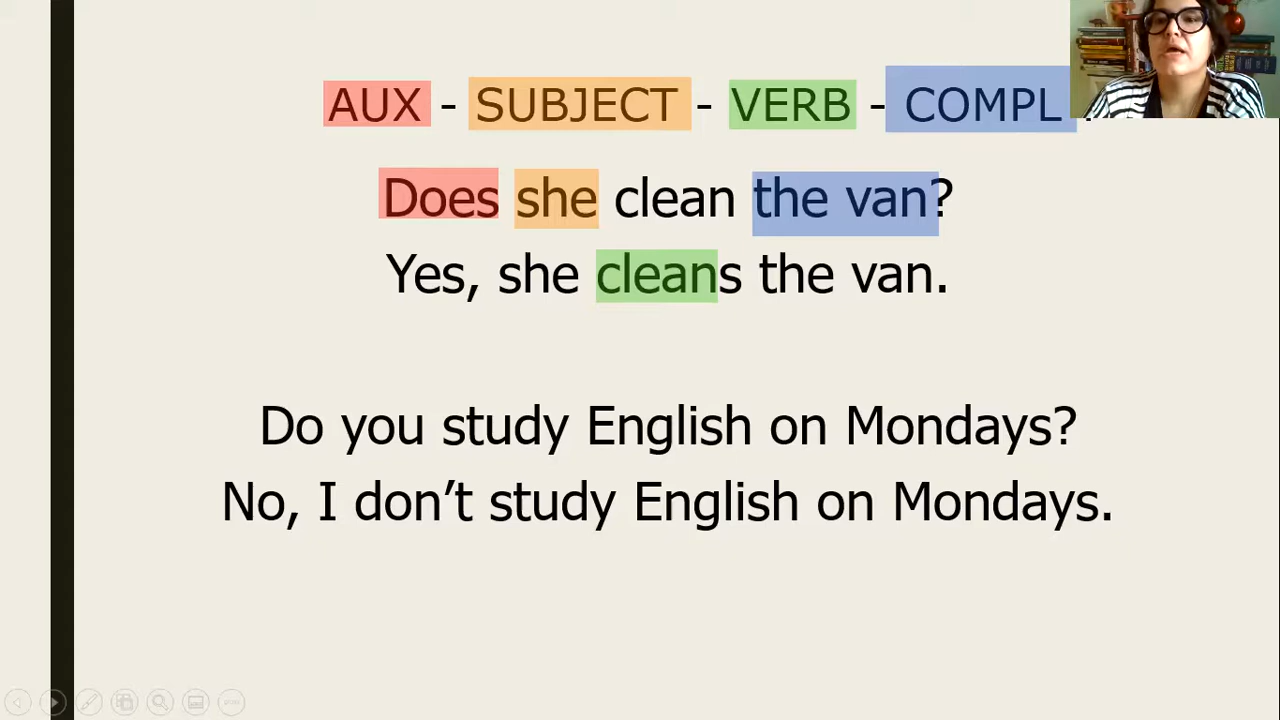 AUX - SUBJECT - VERB - COMPL
Does she clean the van?
Yes, she cleans the van.
Do you study English on Mondays?
No, I don’t study English on Mondays.